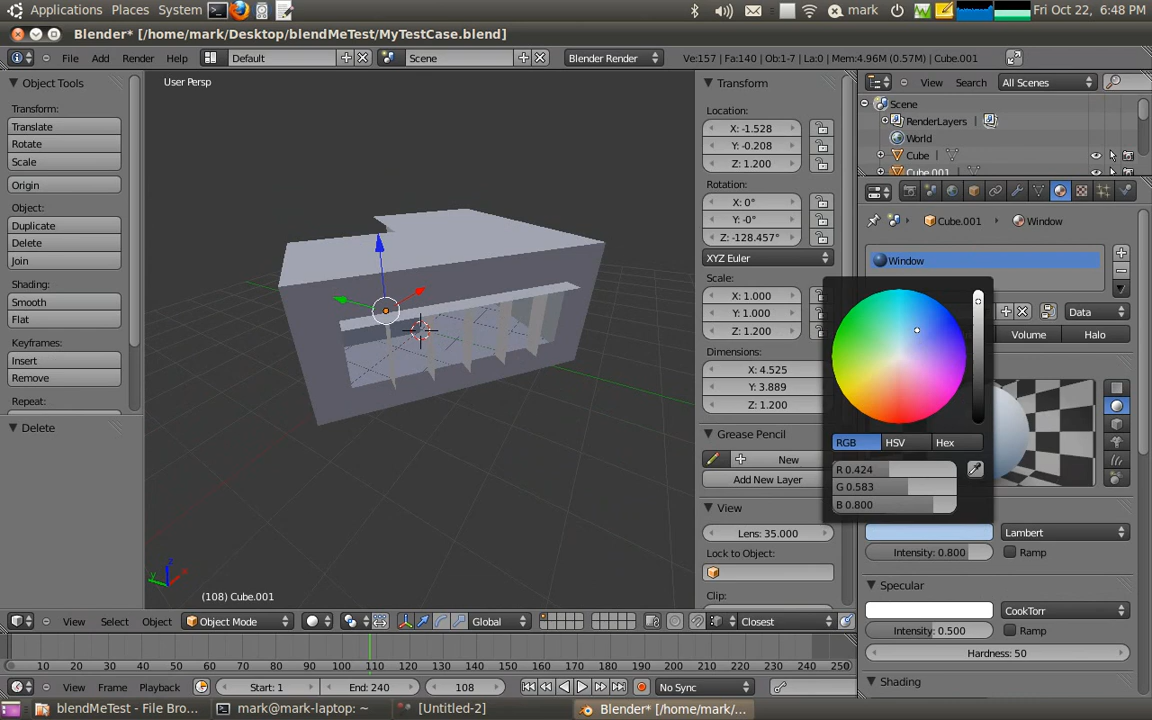 Applications Places System mark Fri Oct 22, 6:48 PM
Blender* [/home/mark/Desktop/blendMeTest/MyTestCase.blend]
File Add Render Help Default Scene Blender Render Ve:157 | Fa:140 | Ob:1-7 | La:0 | Mem:4.96M (0.57M) | Cube.001
View Search All Scenes
Object Tools
Transform:
Translate
Rotate
Scale
Origin
Object:
Duplicate
Delete
Join
Shading:
Smooth
Flat
Keyframes:
Insert
Remove
Repeat:
Delete
User Persp
z
y
x
(108) Cube.001
Transform
Location:
X: -1.528
Y: -0.208
Z: 1.200
Rotation:
X: 0°
Y: -0°
Z: -128.457°
XYZ Euler
Scale:
X: 1.000
Y: 1.000
Z: 1.200
Dimensions:
X: 4.525
Y: 3.889
Z: 1.200
Grease Pencil
New
Add New Layer
View
Lens: 35.000
Lock to Object:
Clip:
Scene
RenderLayers |
World
Cube |
Cube.001
Cube.001 Window
Window
Data
Volume Halo
RGB HSV Hex
R 0.424
G 0.583
B 0.800
Lambert
Intensity: 0.800 Ramp
Specular
CookTorr
Intensity: 0.500 Ramp
Hardness: 50
Shading
View Select Object Object Mode Global Closest
10 20 30 40 50 60 70 80 90 100 110 120 130 140 150 160 170 180 190 200 210 220 230 240 250
View Frame Playback Start: 1 End: 240 108 No Sync
blendMeTest - File Bro... mark@mark-laptop: ~ [Untitled-2] Blender* [/home/mark/...